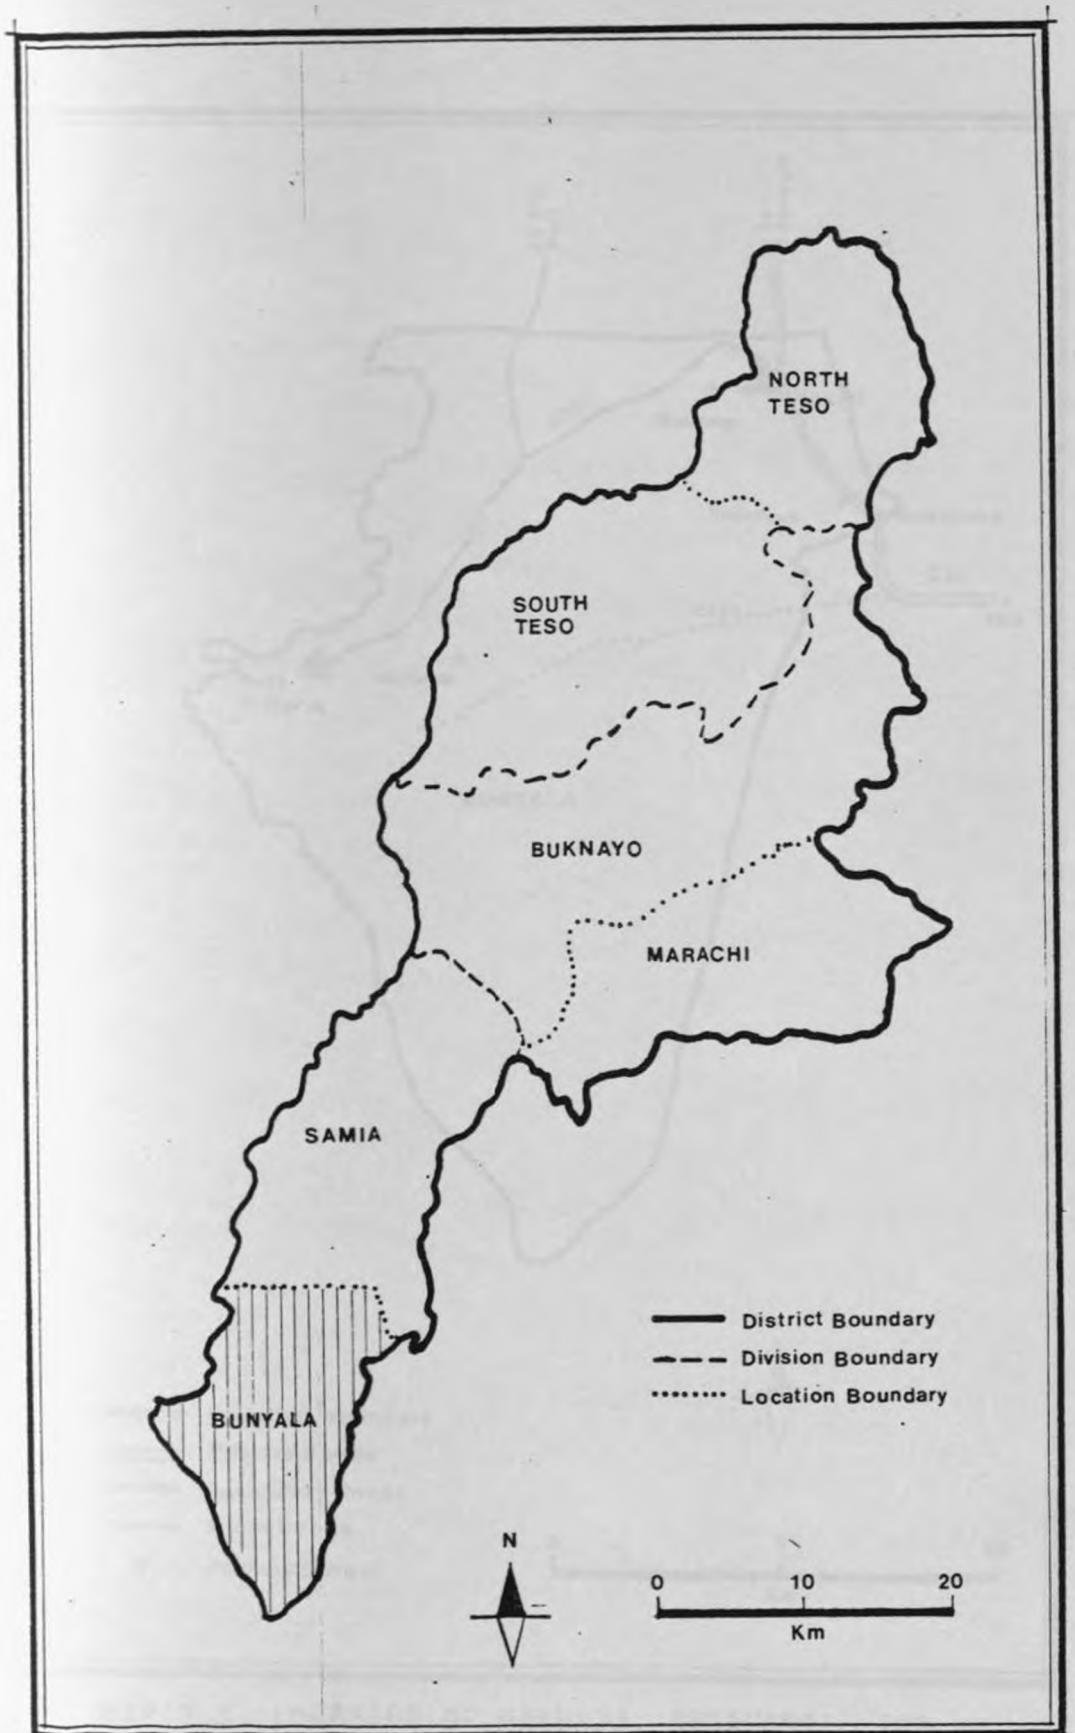 NORTH
TESO
SOUTH
TESO
BUKNAYO
MARACHI
SAMIA
BUNYALA
District Boundary
Division Boundary
Location Boundary
N
0 10 20
Km